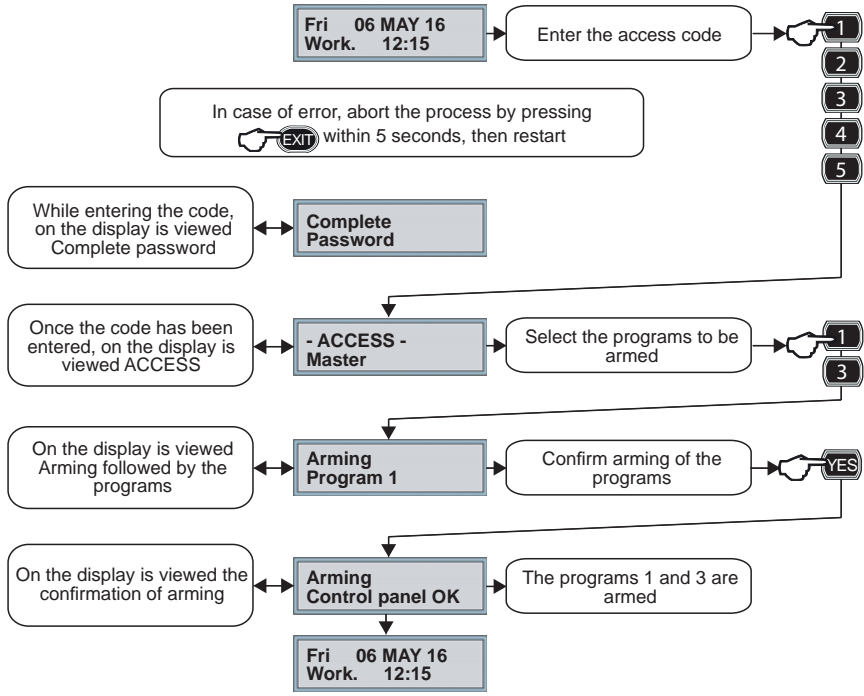 Fri 06 MAY 16
Work. 12:15
Enter the access code
1
2
3
4
5
In case of error, abort the process by pressing
EXIT within 5 seconds, then restart
While entering the code,
on the display is viewed
Complete password
Complete
Password
Once the code has been
entered, on the display is
viewed ACCESS
- ACCESS -
Master
Select the programs to be
armed
1
3
On the display is viewed
Arming followed by the
programs
Arming
Program 1
Confirm arming of the
programs
YES
On the display is viewed the
confirmation of arming
Arming
Control panel OK
The programs 1 and 3 are
armed
Fri 06 MAY 16
Work. 12:15